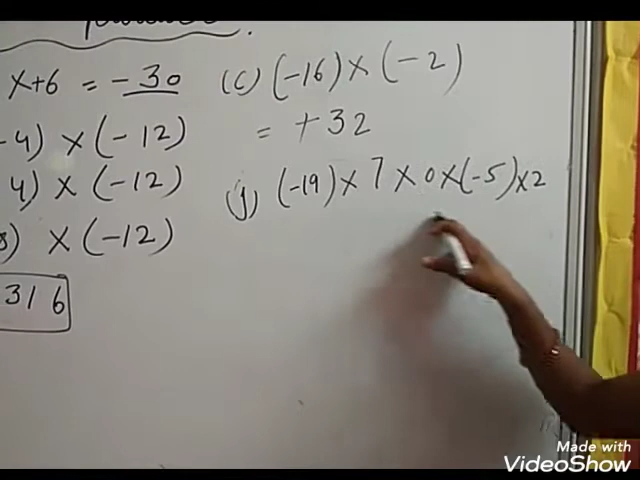 x+6 = -30
-4) x (-12)
4) x (-12)
8) x (-12)
316
(c) (-16) x (-2)
= +32
(j) (-19) x 7 x 0 x (-5) x 2
Made with
VideoShow